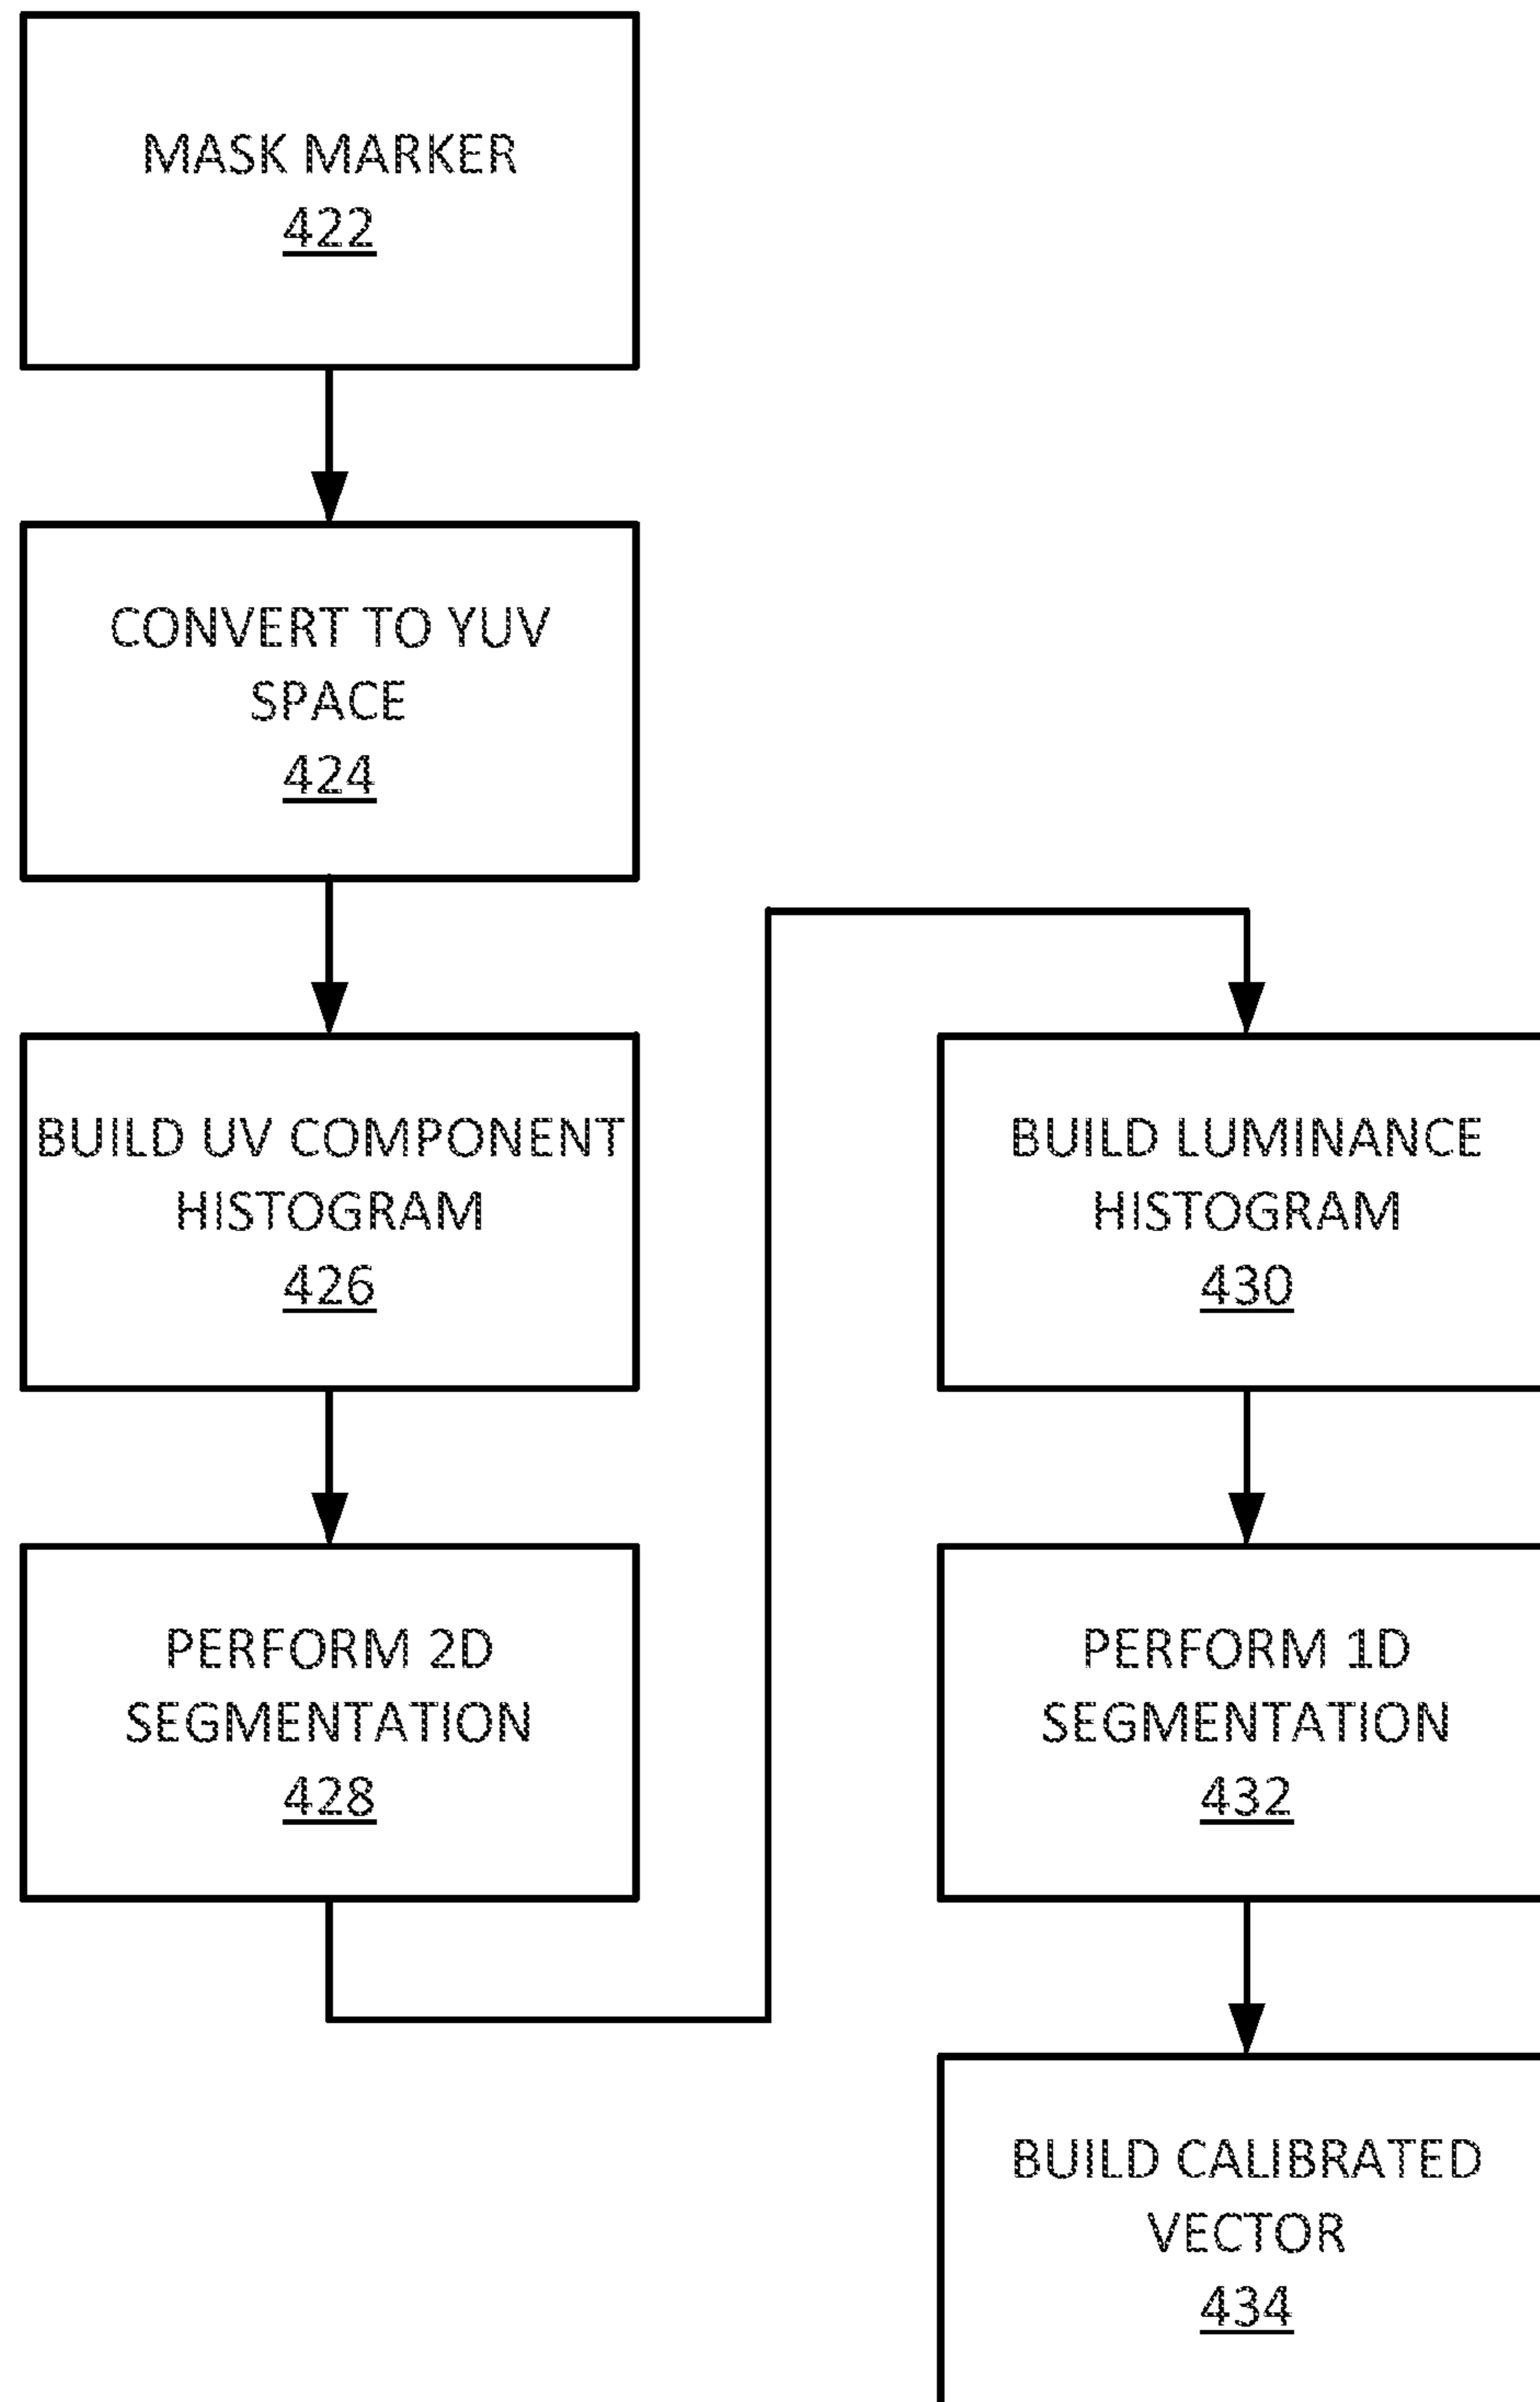 MASK MARKER
422
CONVERT TO YUV
SPACE
424
BUILD UV COMPONENT
HISTOGRAM
426
PERFORM 2D
SEGMENTATION
428
BUILD LUMINANCE
HISTOGRAM
430
PERFORM 1D
SEGMENTATION
432
BUILD CALIBRATED
VECTOR
434